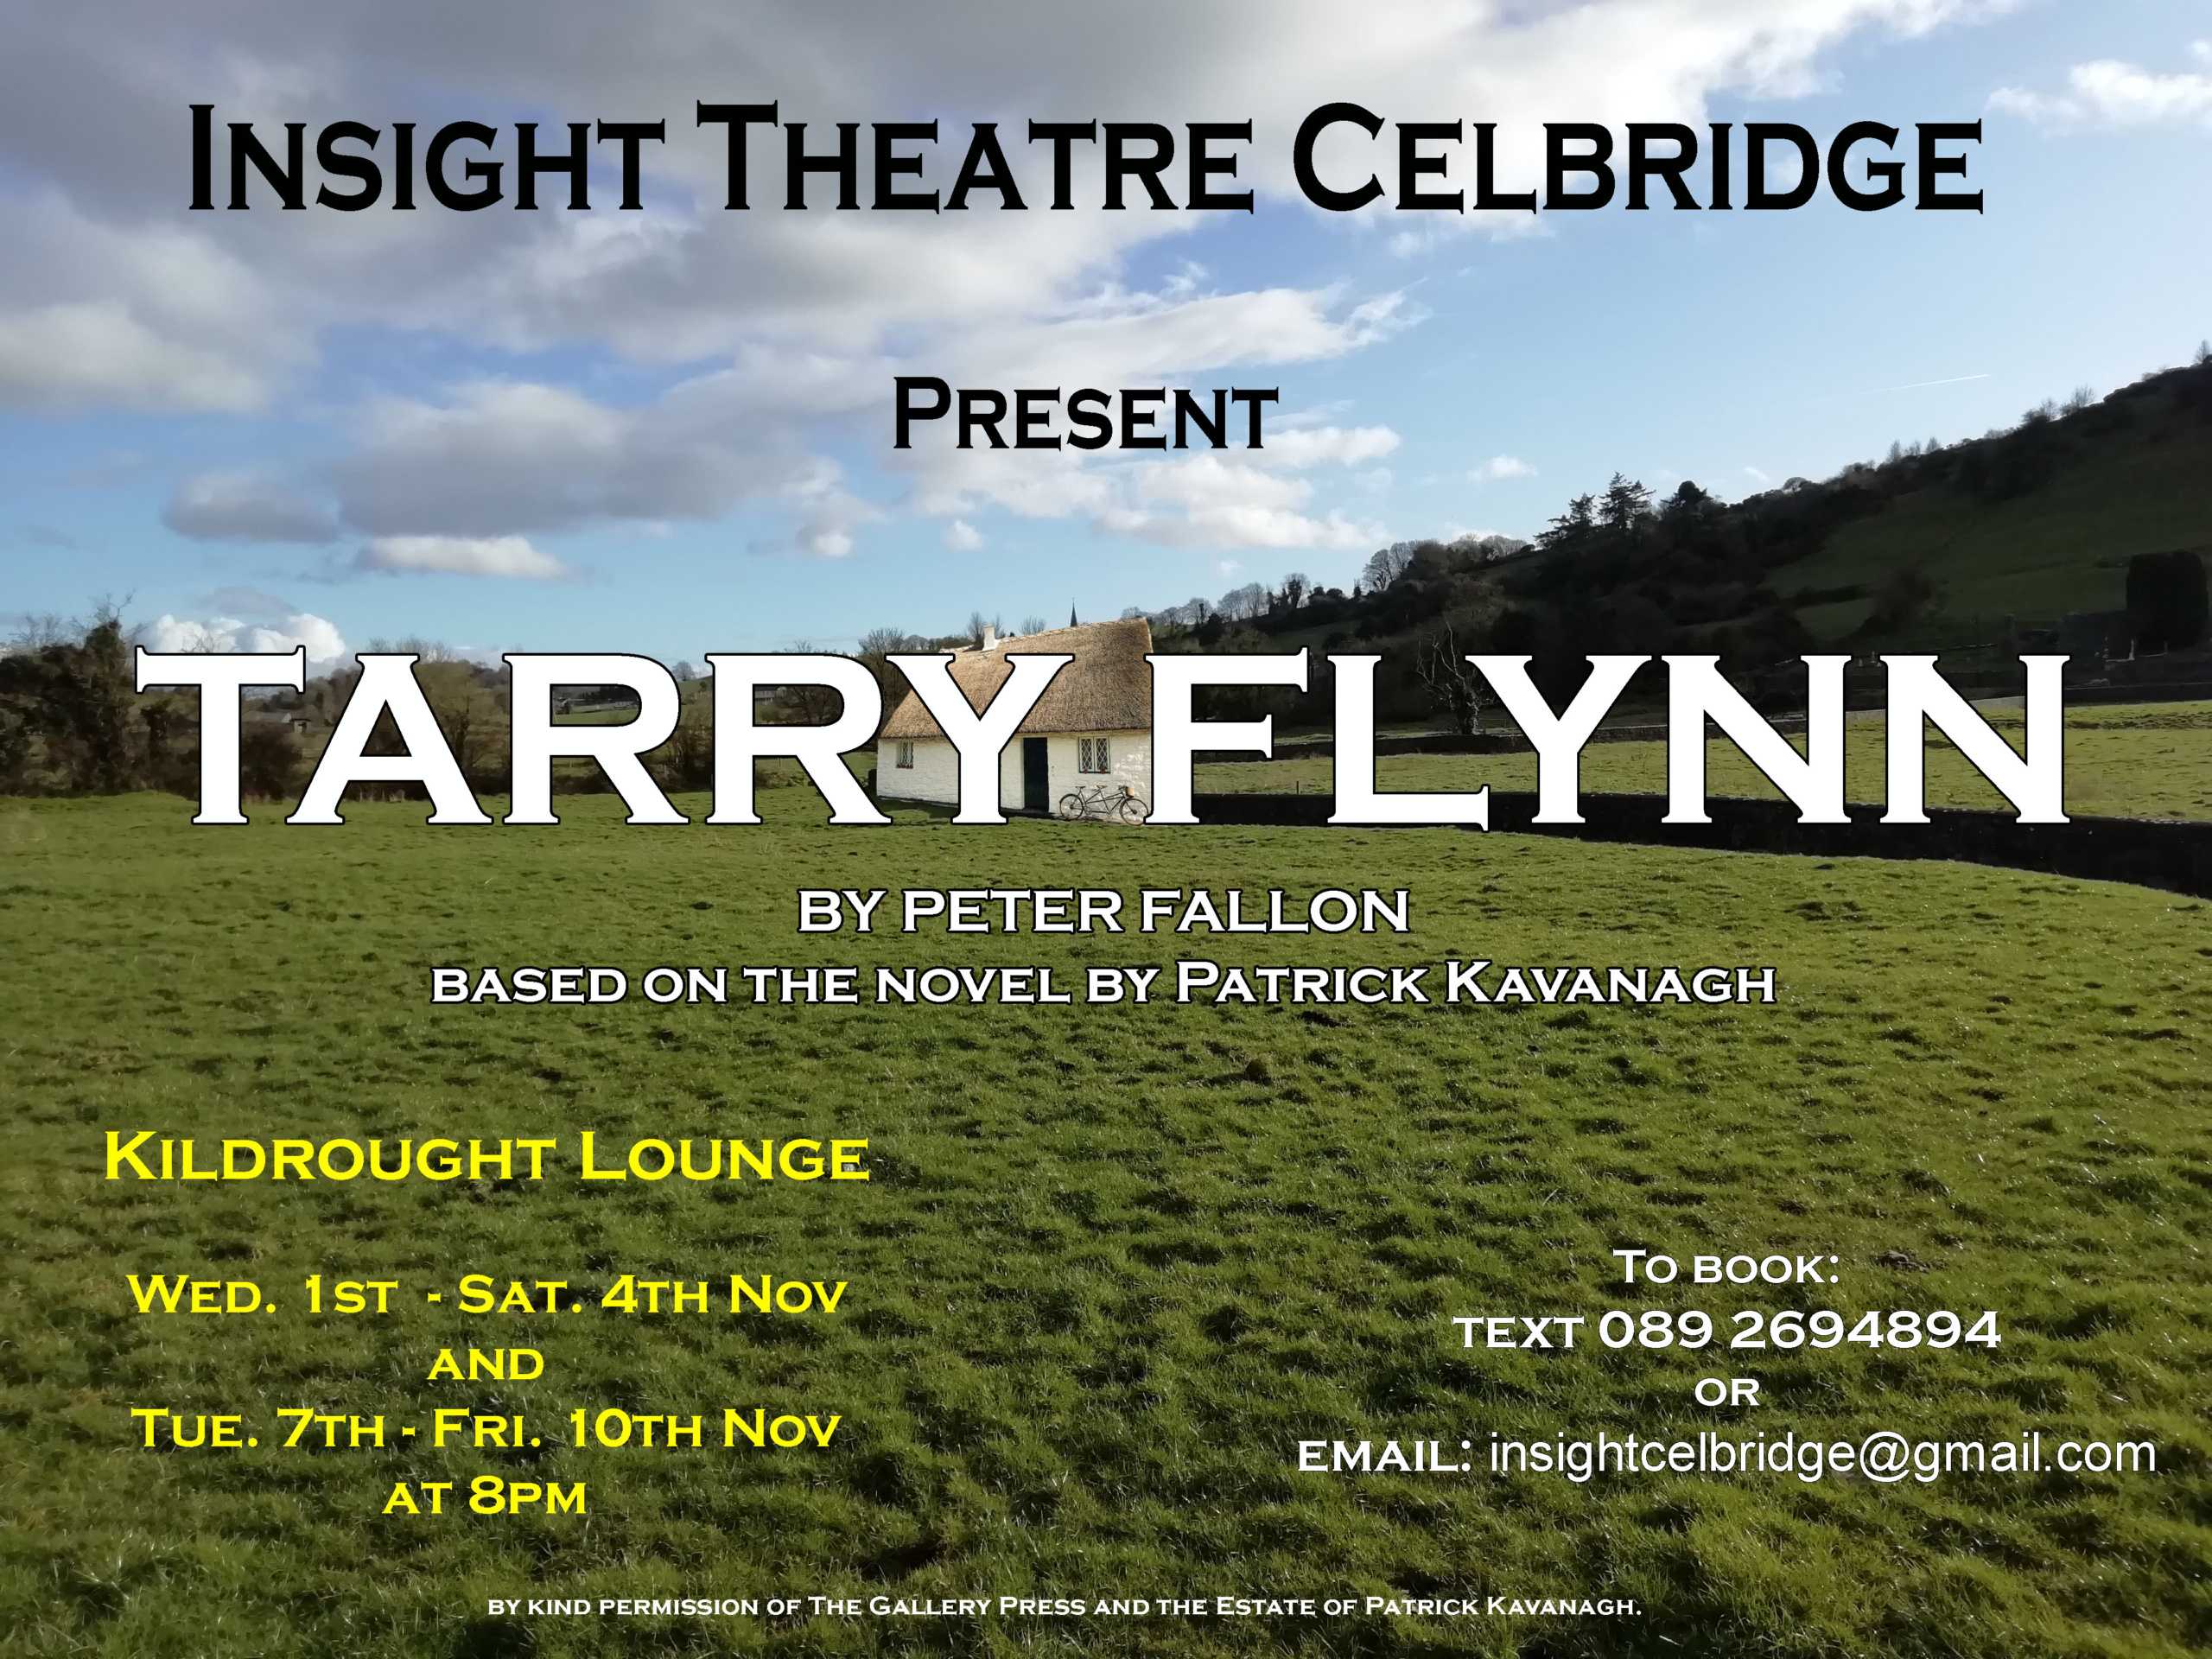 Insight Theatre Celbridge
Present
Tarry Flynn
by Peter Fallon
based on the novel by Patrick Kavanagh
Kildrought Lounge
Wed. 1st - Sat. 4th Nov
and
Tue. 7th - Fri. 10th Nov
at 8pm
To book:
text 089 2694894
or
email: insightcelbridge@gmail.com
by kind permission of The Gallery Press and the Estate of Patrick Kavanagh.